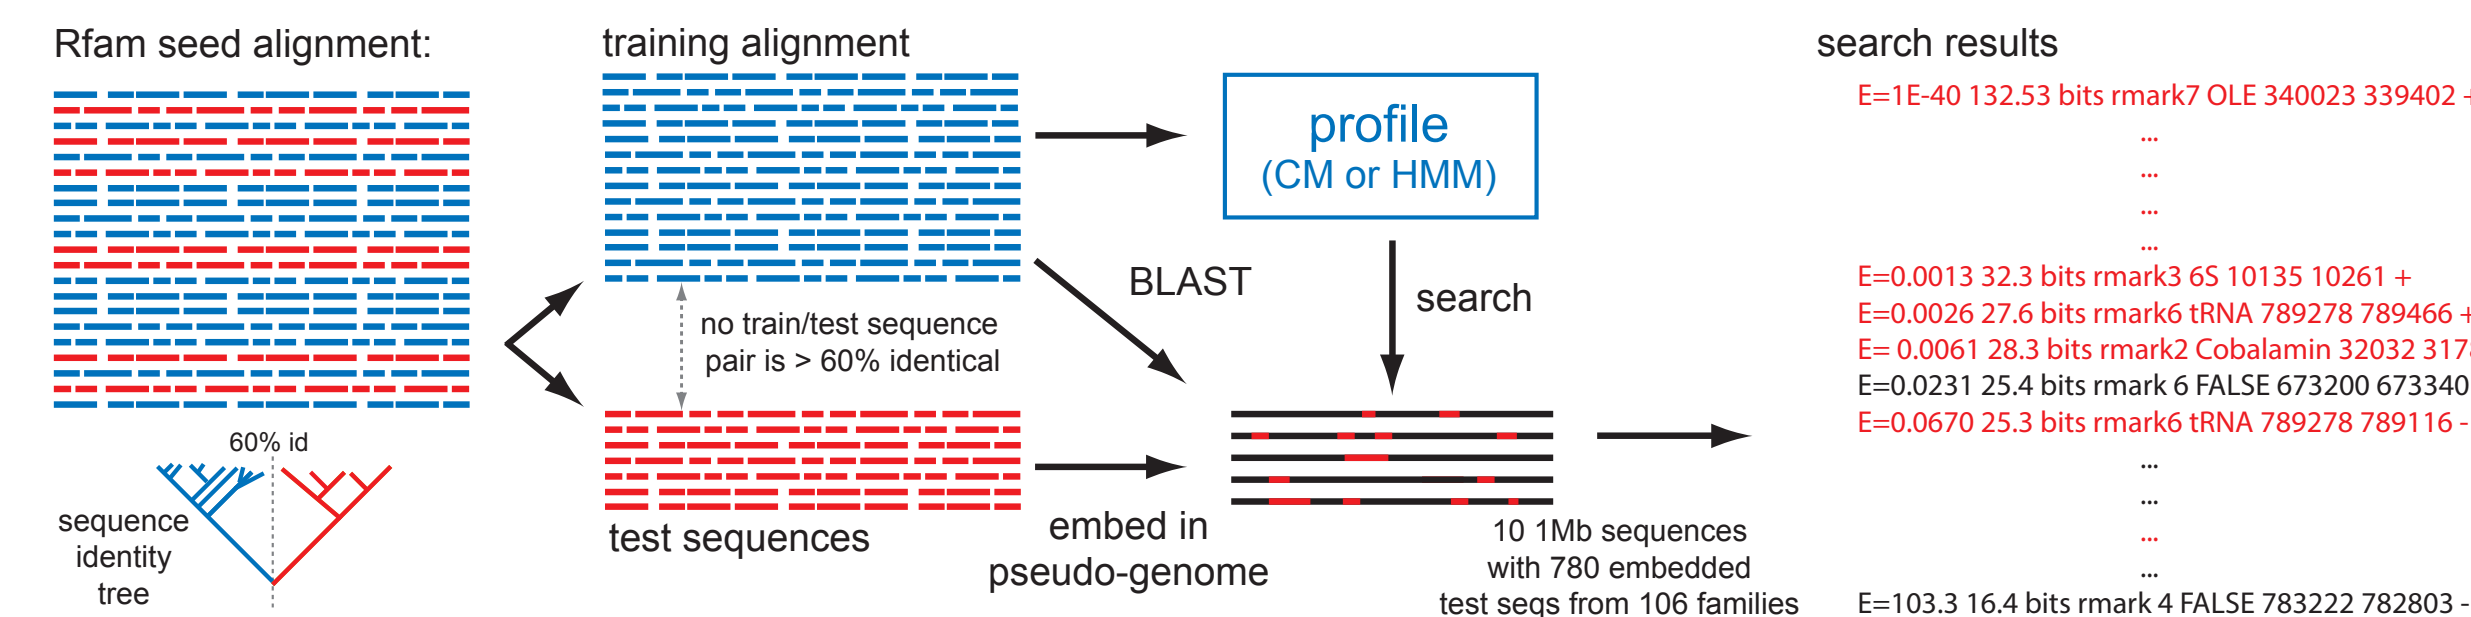 Rfam seed alignment:
60% id
sequence
identity
tree
training alignment
no train/test sequence
pair is > 60% identical
test sequences
profile
(CM or HMM)
BLAST
search
embed in
pseudo-genome
10 1Mb sequences
with 780 embedded
test seqs from 106 families
search results
E=1E-40 132.53 bits rmark7 OLE 340023 339402 +
...
...
...
...
E=0.0013 32.3 bits rmark3 6S 10135 10261 +
E=0.0026 27.6 bits rmark6 tRNA 789278 789466 +
E= 0.0061 28.3 bits rmark2 Cobalamin 32032
E=0.0231 25.4 bits rmark 6 FALSE 673200 673340
E=0.0670 25.3 bits rmark6 tRNA 789278 789116 -
...
...
...
...
E=103.3 16.4 bits rmark 4 FALSE 783222 782803 -